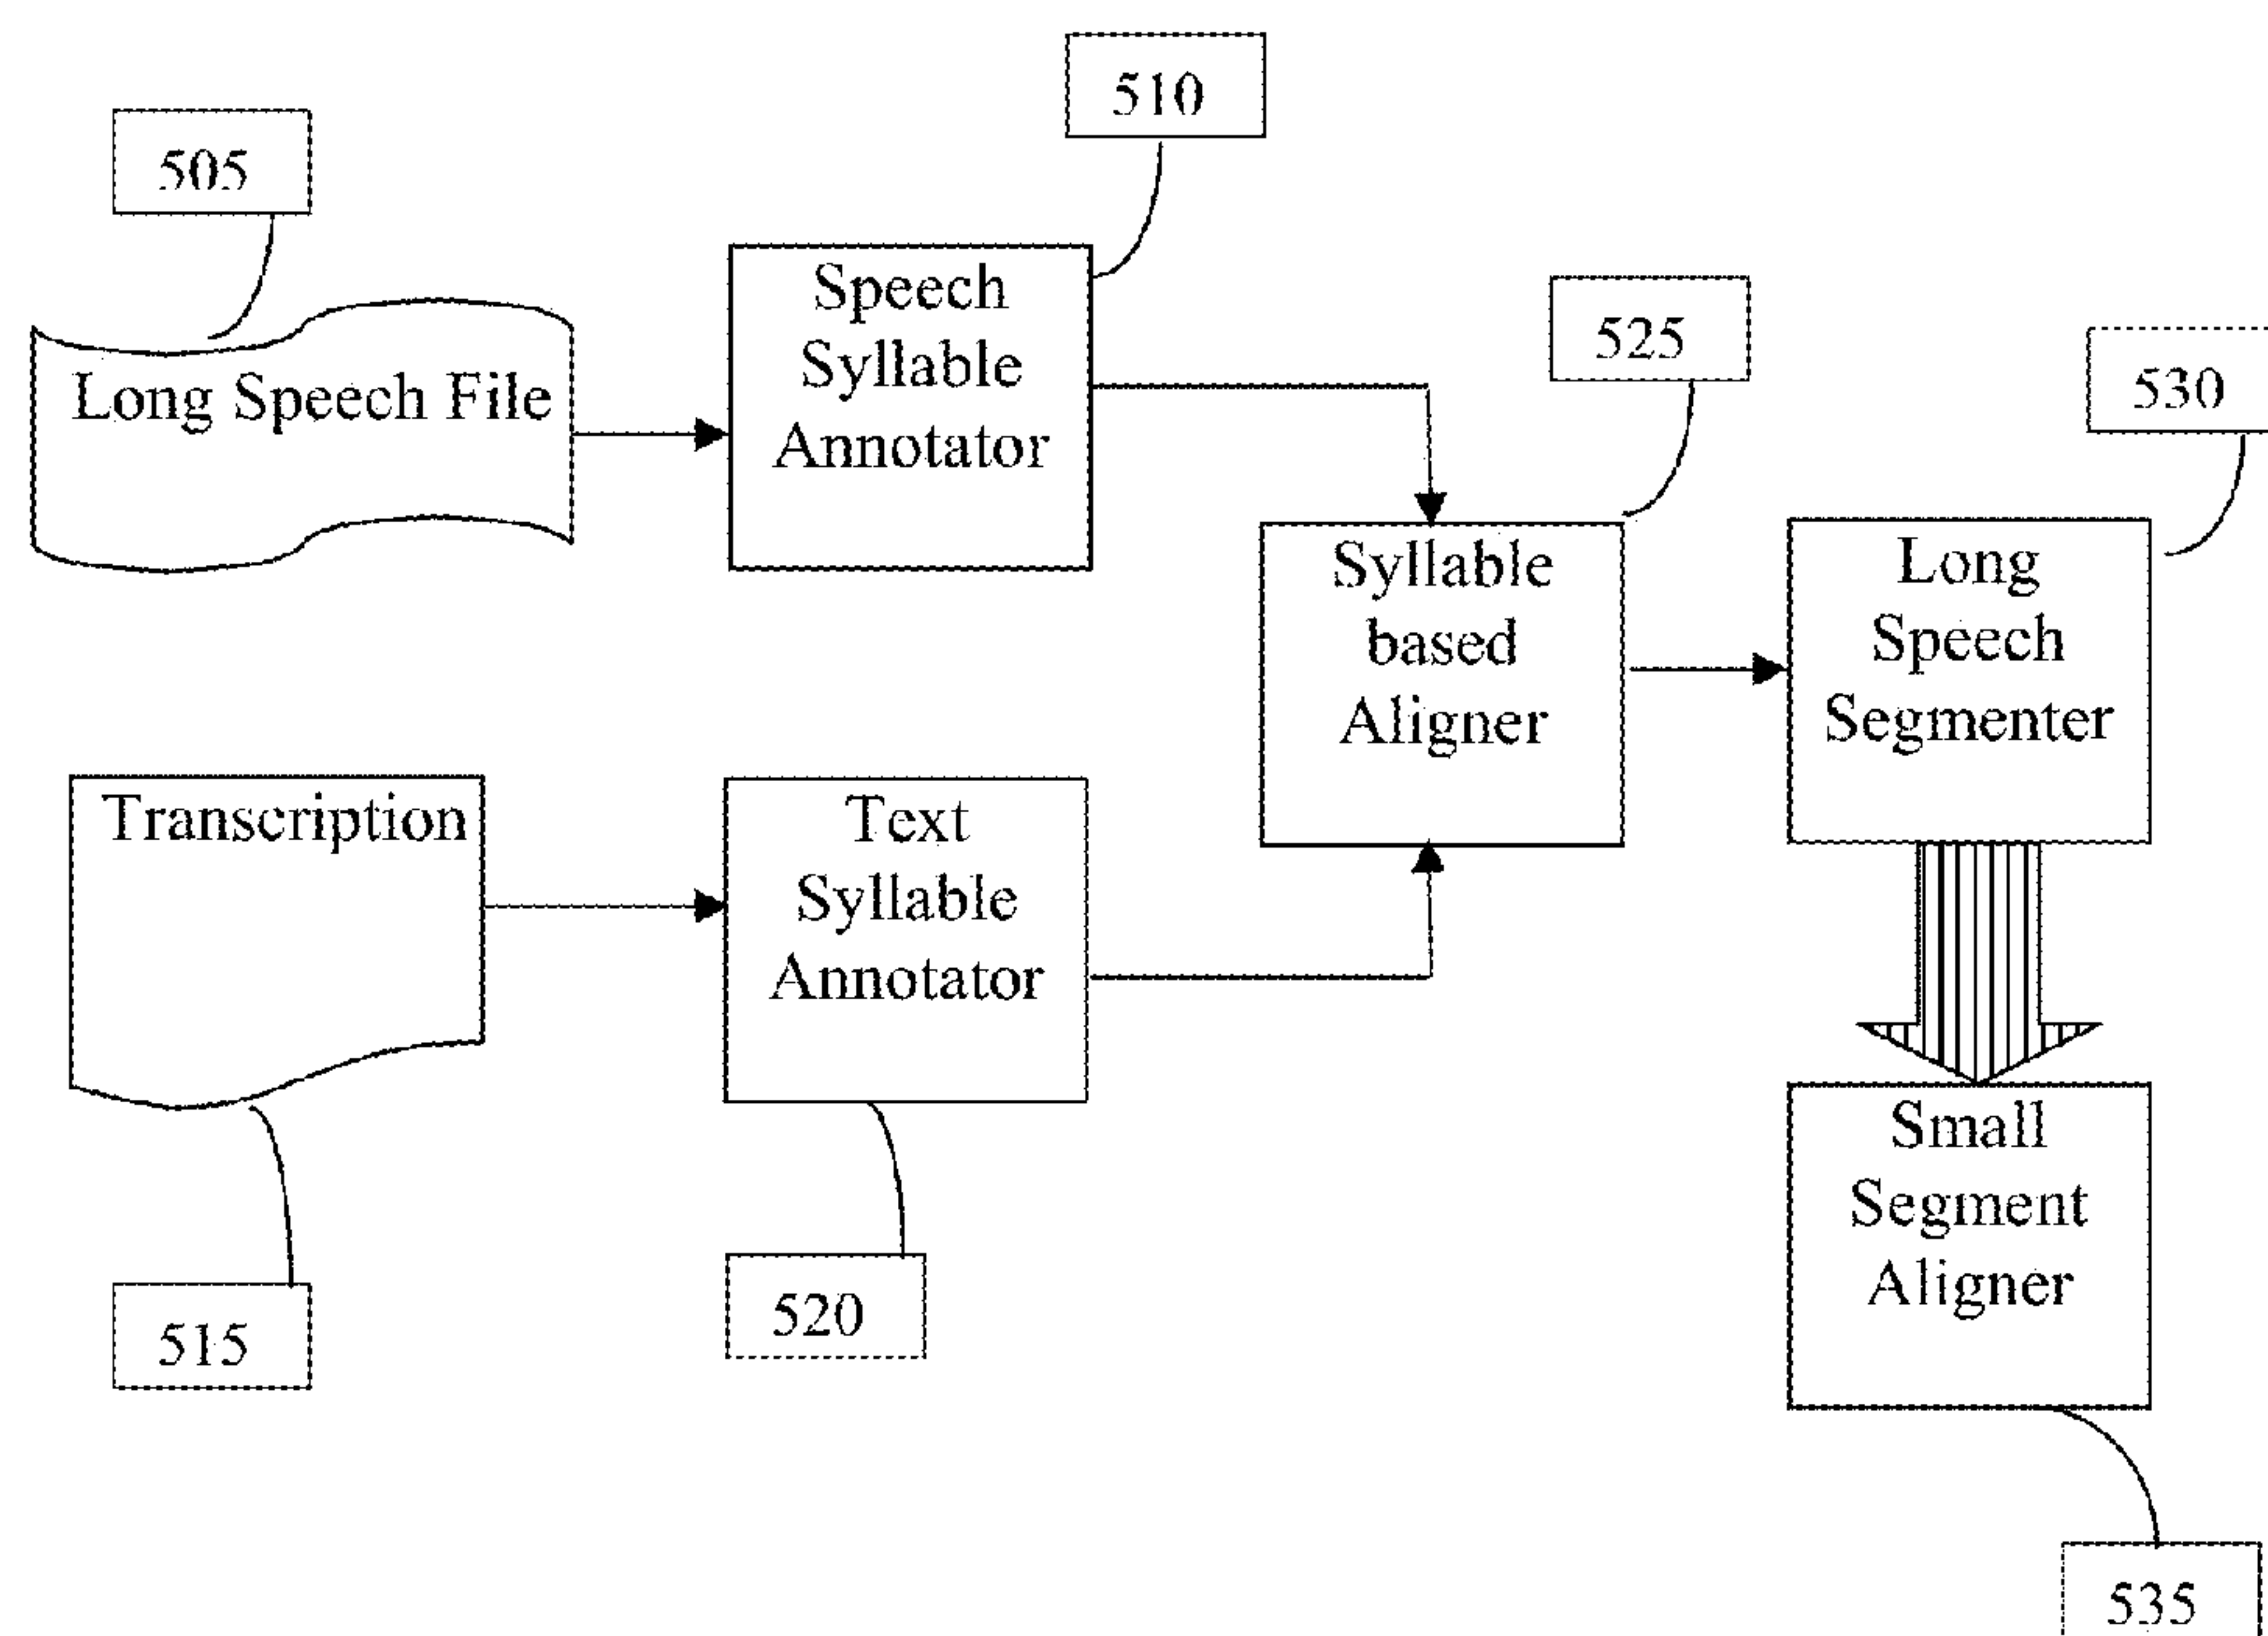 510
505
Speech
Syllable
Annotator
Long Speech File
525
530
Syllable
based
Aligner
Long
Speech
Segmenter
Transcription
Text
Syllable
Annotator
Small
Segment
Aligner
515
520
535